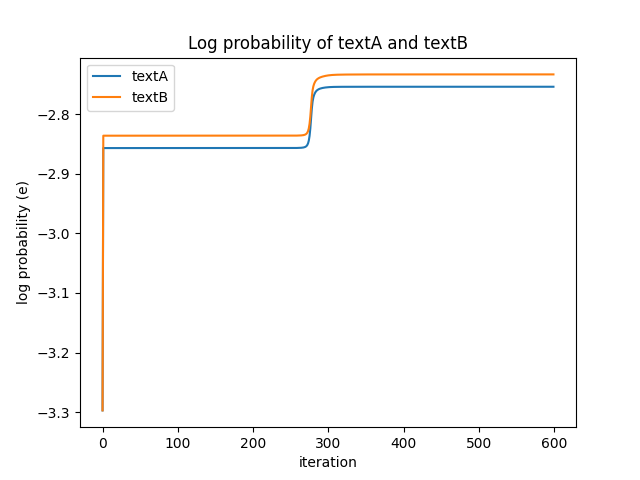 Log probability of textA and textB
textA
textB
log probability (e)
−2.8
−2.9
−3.0
−3.1
−3.2
−3.3
0
100
200
300
400
500
600
iteration